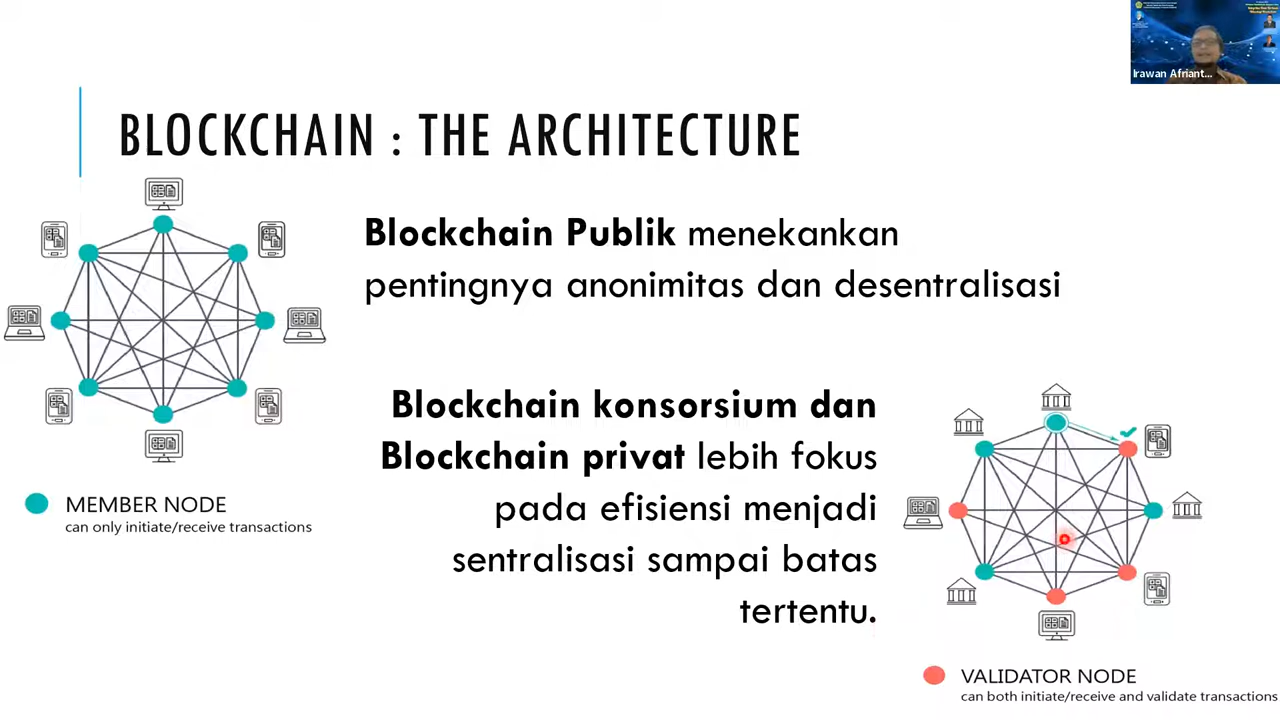 Irawan Afriant...
BLOCKCHAIN : THE ARCHITECTURE
Blockchain Publik menekankan
pentingnya anonimitas dan desentralisasi
Blockchain konsorsium dan
Blockchain privat lebih fokus
pada efisiensi menjadi
sentralisasi sampai batas
tertentu.
MEMBER NODE
can only initiate/receive transactions
VALIDATOR NODE
can both initiate/receive and validate transactions